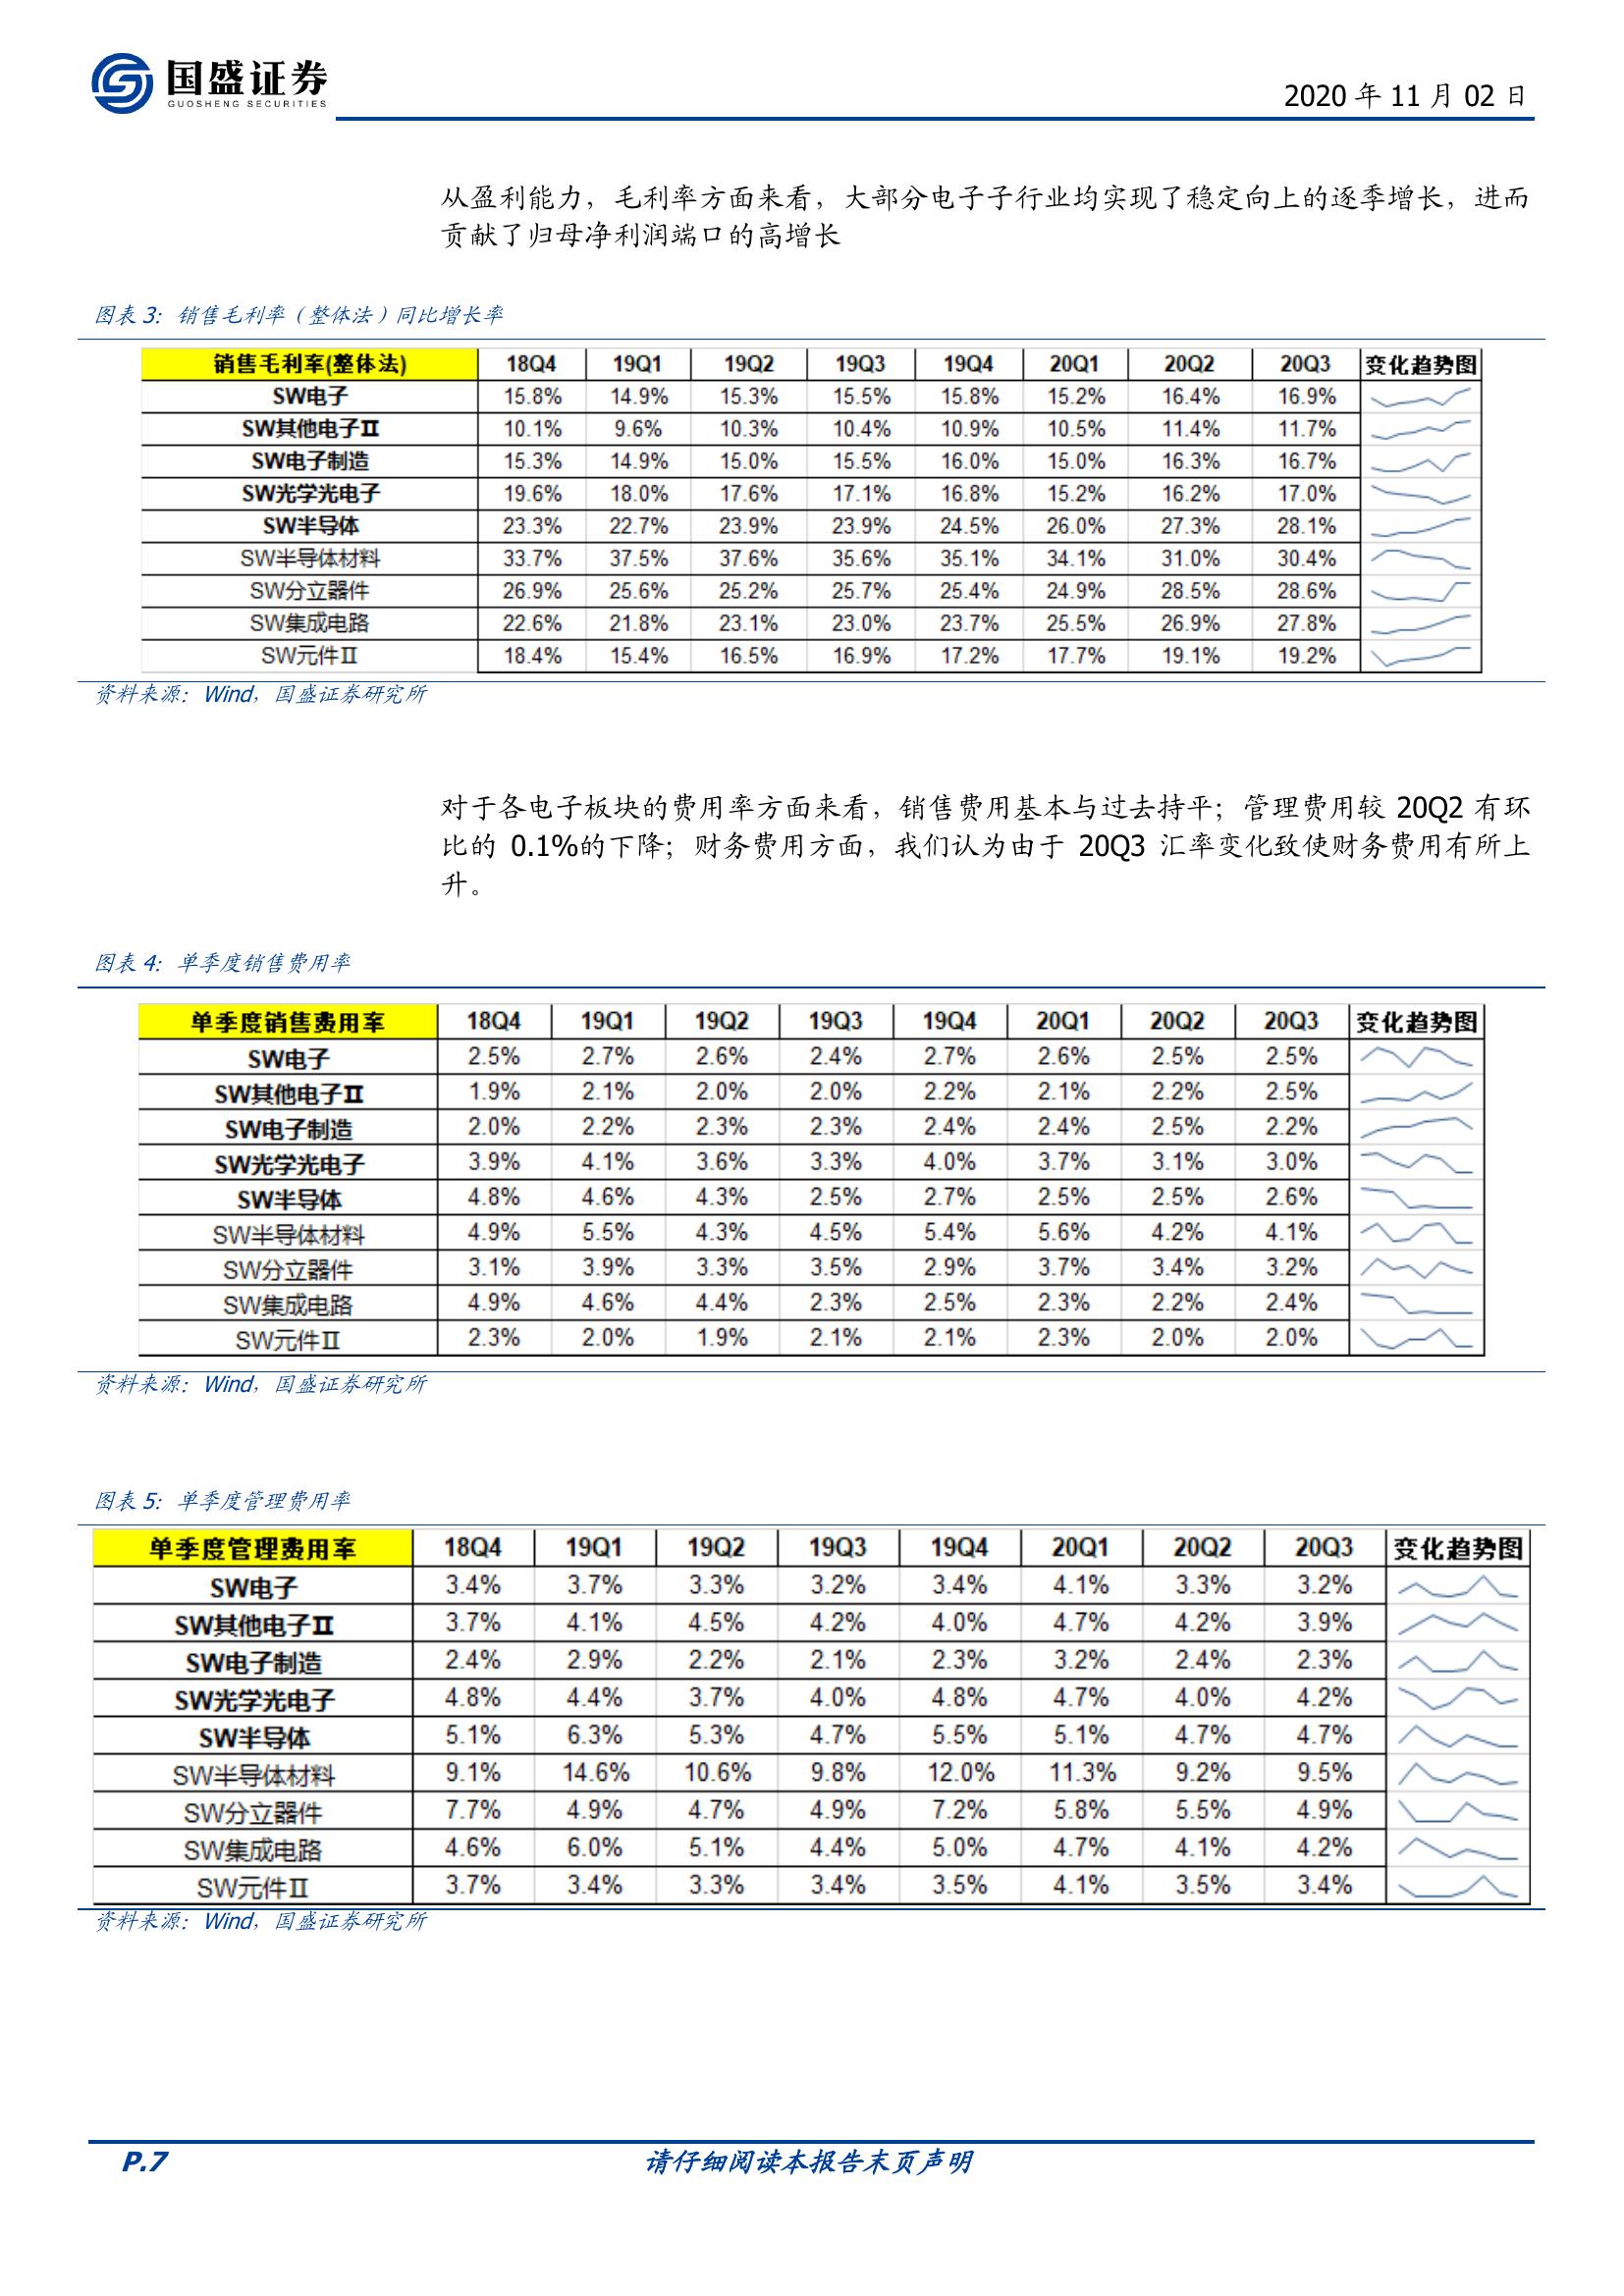 国盛证券
GUOSHENG SECURITIES
2020 年 11 月 02 日
从盈利能力，毛利率方面来看，大部分电子子行业均实现了稳定向上的逐季增长，进而
贡献了归母净利润端口的高增长
图表 3：销售毛利率（整体法）同比增长率
销售毛利率(整体法) 18Q4 19Q1 19Q2 19Q3 19Q4 20Q1 20Q2 20Q3 变化趋势图
SW电子 15.8% 14.9% 15.3% 15.5% 15.8% 15.2% 16.4% 16.9%
SW其他电子Ⅱ 10.1% 9.6% 10.3% 10.4% 10.9% 10.5% 11.4% 11.7%
SW电子制造 15.3% 14.9% 15.0% 15.5% 16.0% 15.0% 16.3% 16.7%
SW光学光电子 19.6% 18.0% 17.6% 17.1% 16.8% 15.2% 16.2% 17.0%
SW半导体 23.3% 22.7% 23.9% 23.9% 24.5% 26.0% 27.3% 28.1%
SW半导体材料 33.7% 37.5% 37.6% 35.6% 35.1% 34.1% 31.0% 30.4%
SW分立器件 26.9% 25.6% 25.2% 25.7% 25.4% 24.9% 28.5% 28.6%
SW集成电路 22.6% 21.8% 23.1% 23.0% 23.7% 25.5% 26.9% 27.8%
SW元件Ⅱ 18.4% 15.4% 16.5% 16.9% 17.2% 17.7% 19.1% 19.2%
资料来源：Wind，国盛证券研究所
对于各电子板块的费用率方面来看，销售费用基本与过去持平；管理费用较 20Q2 有环
比的 0.1%的下降；财务费用方面，我们认为由于 20Q3 汇率变化致使财务费用有所上
升。
图表 4：单季度销售费用率
单季度销售费用率 18Q4 19Q1 19Q2 19Q3 19Q4 20Q1 20Q2 20Q3 变化趋势图
SW电子 2.5% 2.7% 2.6% 2.4% 2.7% 2.6% 2.5% 2.5%
SW其他电子Ⅱ 1.9% 2.1% 2.0% 2.0% 2.2% 2.1% 2.2% 2.5%
SW电子制造 2.0% 2.2% 2.3% 2.3% 2.4% 2.4% 2.5% 2.2%
SW光学光电子 3.9% 4.1% 3.6% 3.3% 4.0% 3.7% 3.1% 3.0%
SW半导体 4.8% 4.6% 4.3% 2.5% 2.7% 2.5% 2.5% 2.6%
SW半导体材料 4.9% 5.5% 4.3% 4.5% 5.4% 5.6% 4.2% 4.1%
SW分立器件 3.1% 3.9% 3.3% 3.5% 2.9% 3.7% 3.4% 3.2%
SW集成电路 4.9% 4.6% 4.4% 2.3% 2.5% 2.3% 2.2% 2.4%
SW元件Ⅱ 2.3% 2.0% 1.9% 2.1% 2.1% 2.3% 2.0% 2.0%
资料来源：Wind，国盛证券研究所
图表 5：单季度管理费用率
单季度管理费用率 18Q4 19Q1 19Q2 19Q3 19Q4 20Q1 20Q2 20Q3 变化趋势图
SW电子 3.4% 3.7% 3.3% 3.2% 3.4% 4.1% 3.3% 3.2%
SW其他电子Ⅱ 3.7% 4.1% 4.5% 4.2% 4.0% 4.7% 4.2% 3.9%
SW电子制造 2.4% 2.9% 2.2% 2.1% 2.3% 3.2% 2.4% 2.3%
SW光学光电子 4.8% 4.4% 3.7% 4.0% 4.8% 4.7% 4.0% 4.2%
SW半导体 5.1% 6.3% 5.3% 4.7% 5.5% 5.1% 4.7% 4.7%
SW半导体材料 9.1% 14.6% 10.6% 9.8% 12.0% 11.3% 9.2% 9.5%
SW分立器件 7.7% 4.9% 4.7% 4.9% 7.2% 5.8% 5.5% 4.9%
SW集成电路 4.6% 6.0% 5.1% 4.4% 5.0% 4.7% 4.1% 4.2%
SW元件Ⅱ 3.7% 3.4% 3.3% 3.4% 3.5% 4.1% 3.5% 3.4%
资料来源：Wind，国盛证券研究所
P.7 请仔细阅读本报告末页声明